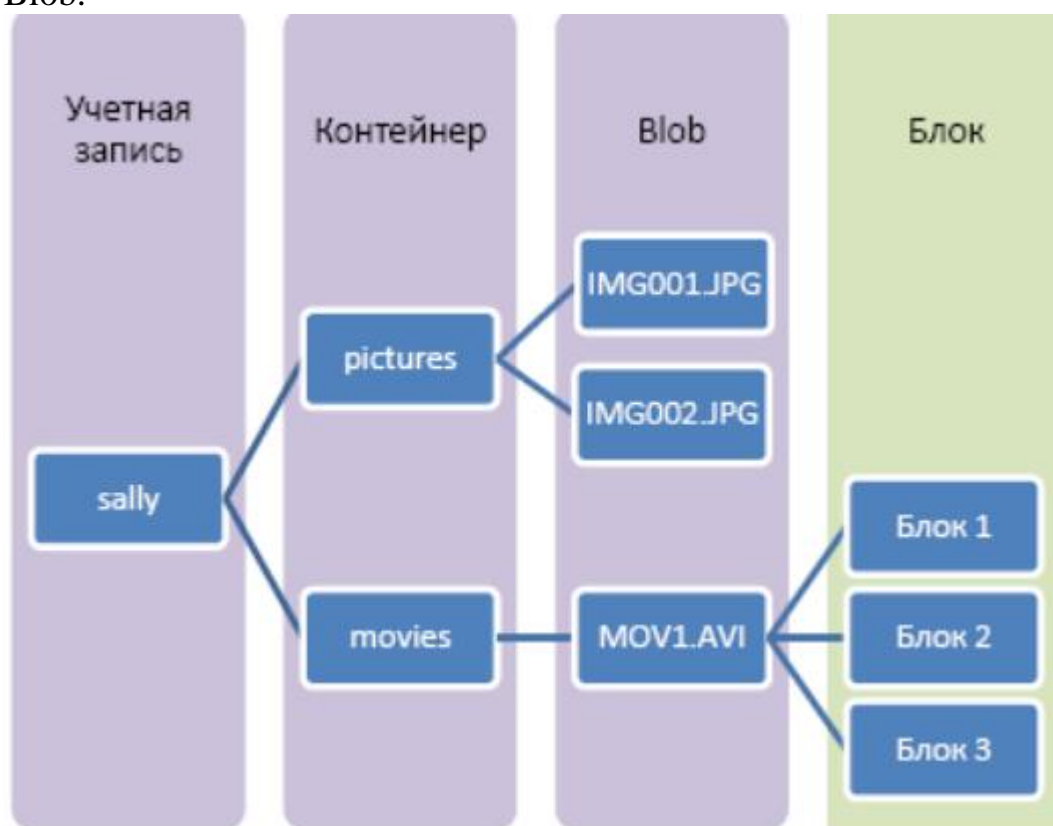 Blob.
Учетная
запись
Контейнер
Blob
Блок
IMG001.JPG
pictures
IMG002.JPG
sally
Блок 1
movies
MOV1.AVI
Блок 2
Блок 3